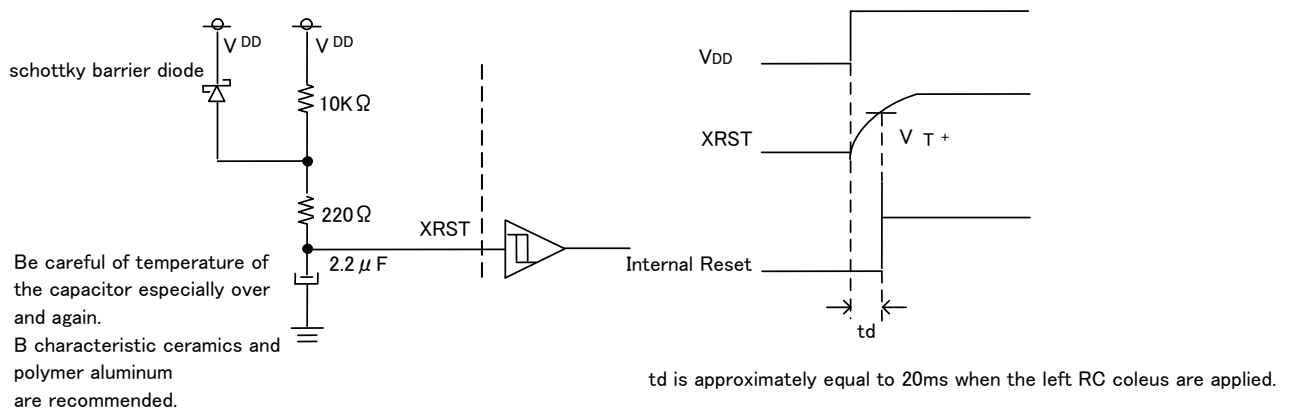 V DD
V DD
schottky barrier diode
10KΩ
220Ω
XRST
2.2 μ F
Be careful of temperature of
the capacitor especially over
and again.
B characteristic ceramics and
polymer aluminum
are recommended.
VDD
XRST
V T +
Internal Reset
td
td is approximately equal to 20ms when the left RC coleus are applied.